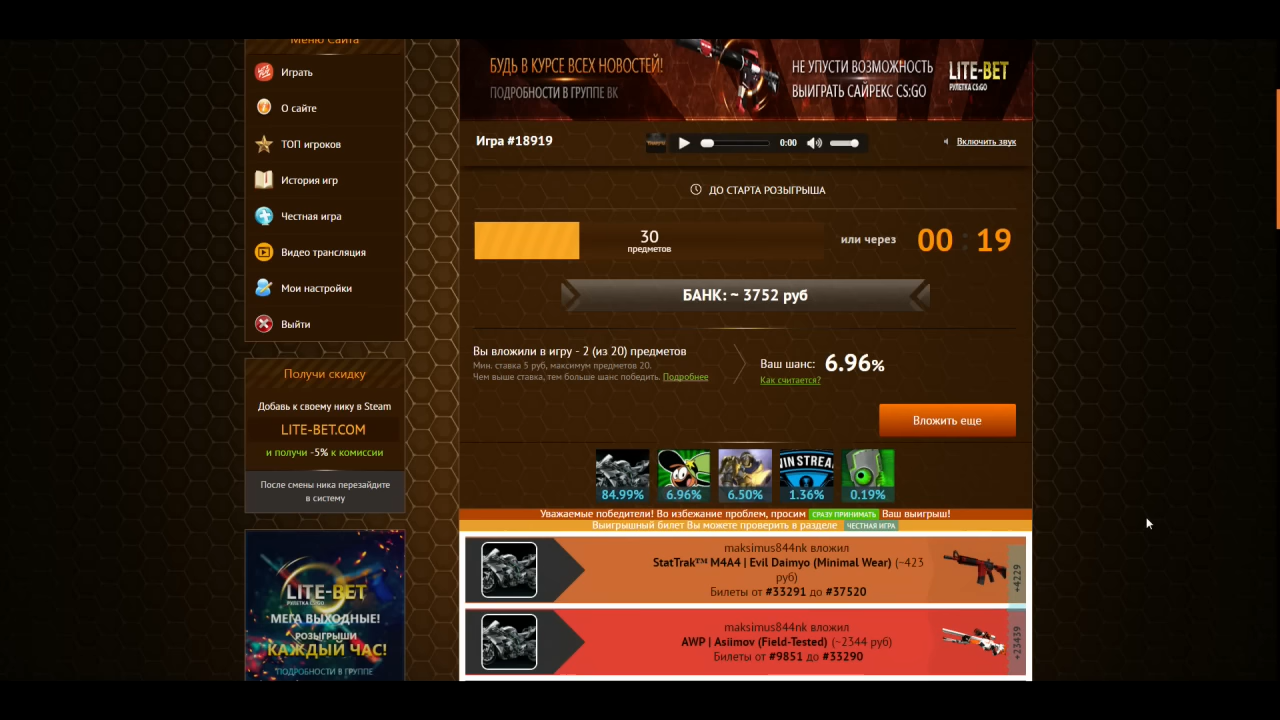 Меню Сайта
Играть
О сайте
ТОП игроков
История игр
Честная игра
Видео трансляция
Мои настройки
Выйти
Получи скидку
Добавь к своему нику в Steam
LITE-BET.COM
и получи -5% к комиссии
После смены ника перезайдите
в систему
LITE-BET
РУЛЕТКА CS:GO
МЕГА ВЫХОДНЫЕ!
РОЗЫГРЫШИ
КАЖДЫЙ ЧАС!
*ПОДРОБНОСТИ В ГРУППЕ
БУДЬ В КУРСЕ ВСЕХ НОВОСТЕЙ!
ПОДРОБНОСТИ В ГРУППЕ ВК
НЕ УПУСТИ ВОЗМОЖНОСТЬ
ВЫИГРАТЬ САЙРЕКС CS:GO
LITE-BET
РУЛЕТКА CS:GO
Игра #18919
0:00
Включить звук
ДО СТАРТА РОЗЫГРЫША
30
предметов
или через
00 : 19
БАНК: ~ 3752 руб
Вы вложили в игру - 2 (из 20) предметов
Мин. ставка 5 руб, максимум предметов 20.
Чем выше ставка, тем больше шанс победить. Подробнее
Ваш шанс: 6.96%
Как считается?
Вложить еще
WIN STREA
84.99% 6.96% 6.50% 1.36% 0.19%
Уважаемые победители! Во избежание проблем, просим СРАЗУ ПРИНИМАТЬ Ваш выигрыш!
Выигрышный билет Вы можете проверить в разделе ЧЕСТНАЯ ИГРА
maksimus844nk вложил
StatTrak™ M4A4 | Evil Daimyo (Minimal Wear) (~423
руб)
Билеты от #33291 до #37520
+4229
maksimus844nk вложил
AWP | Asiimov (Field-Tested) (~2344 руб)
Билеты от #9851 до #33290
+23439